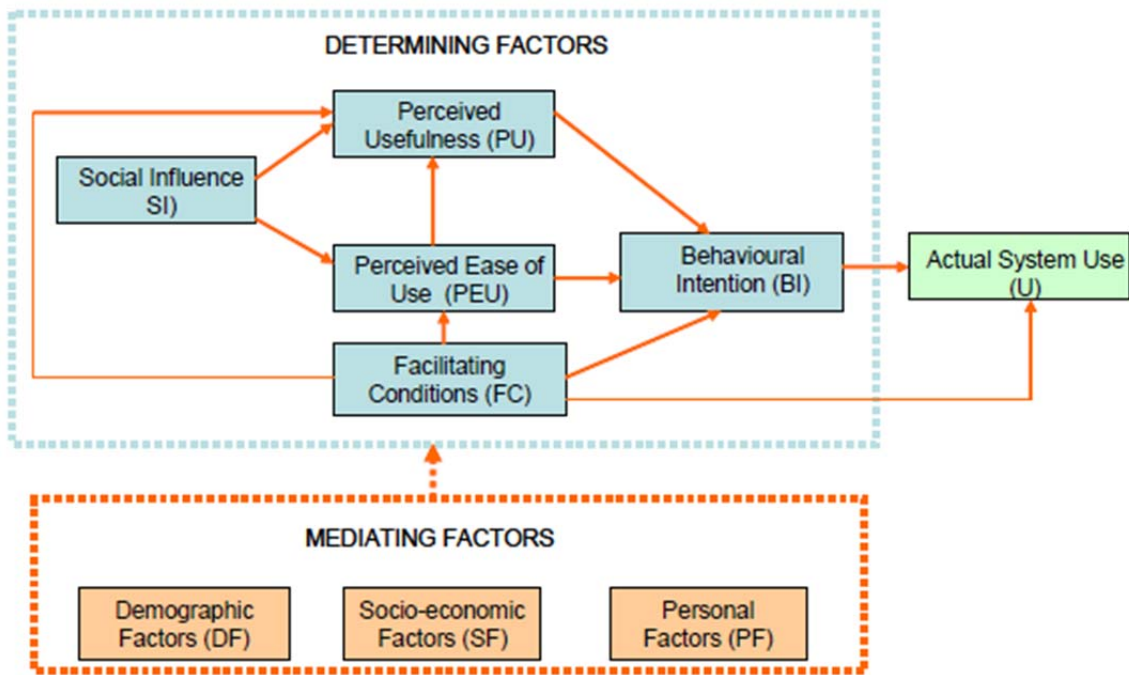 DETERMINING FACTORS
Perceived
Usefulness (PU)
Social Influence
SI)
Perceived Ease of
Use (PEU)
Behavioural
Intention (BI)
Actual System Use
(U)
Facilitating
Conditions (FC)
MEDIATING FACTORS
Demographic
Factors (DF)
Socio-economic
Factors (SF)
Personal
Factors (PF)